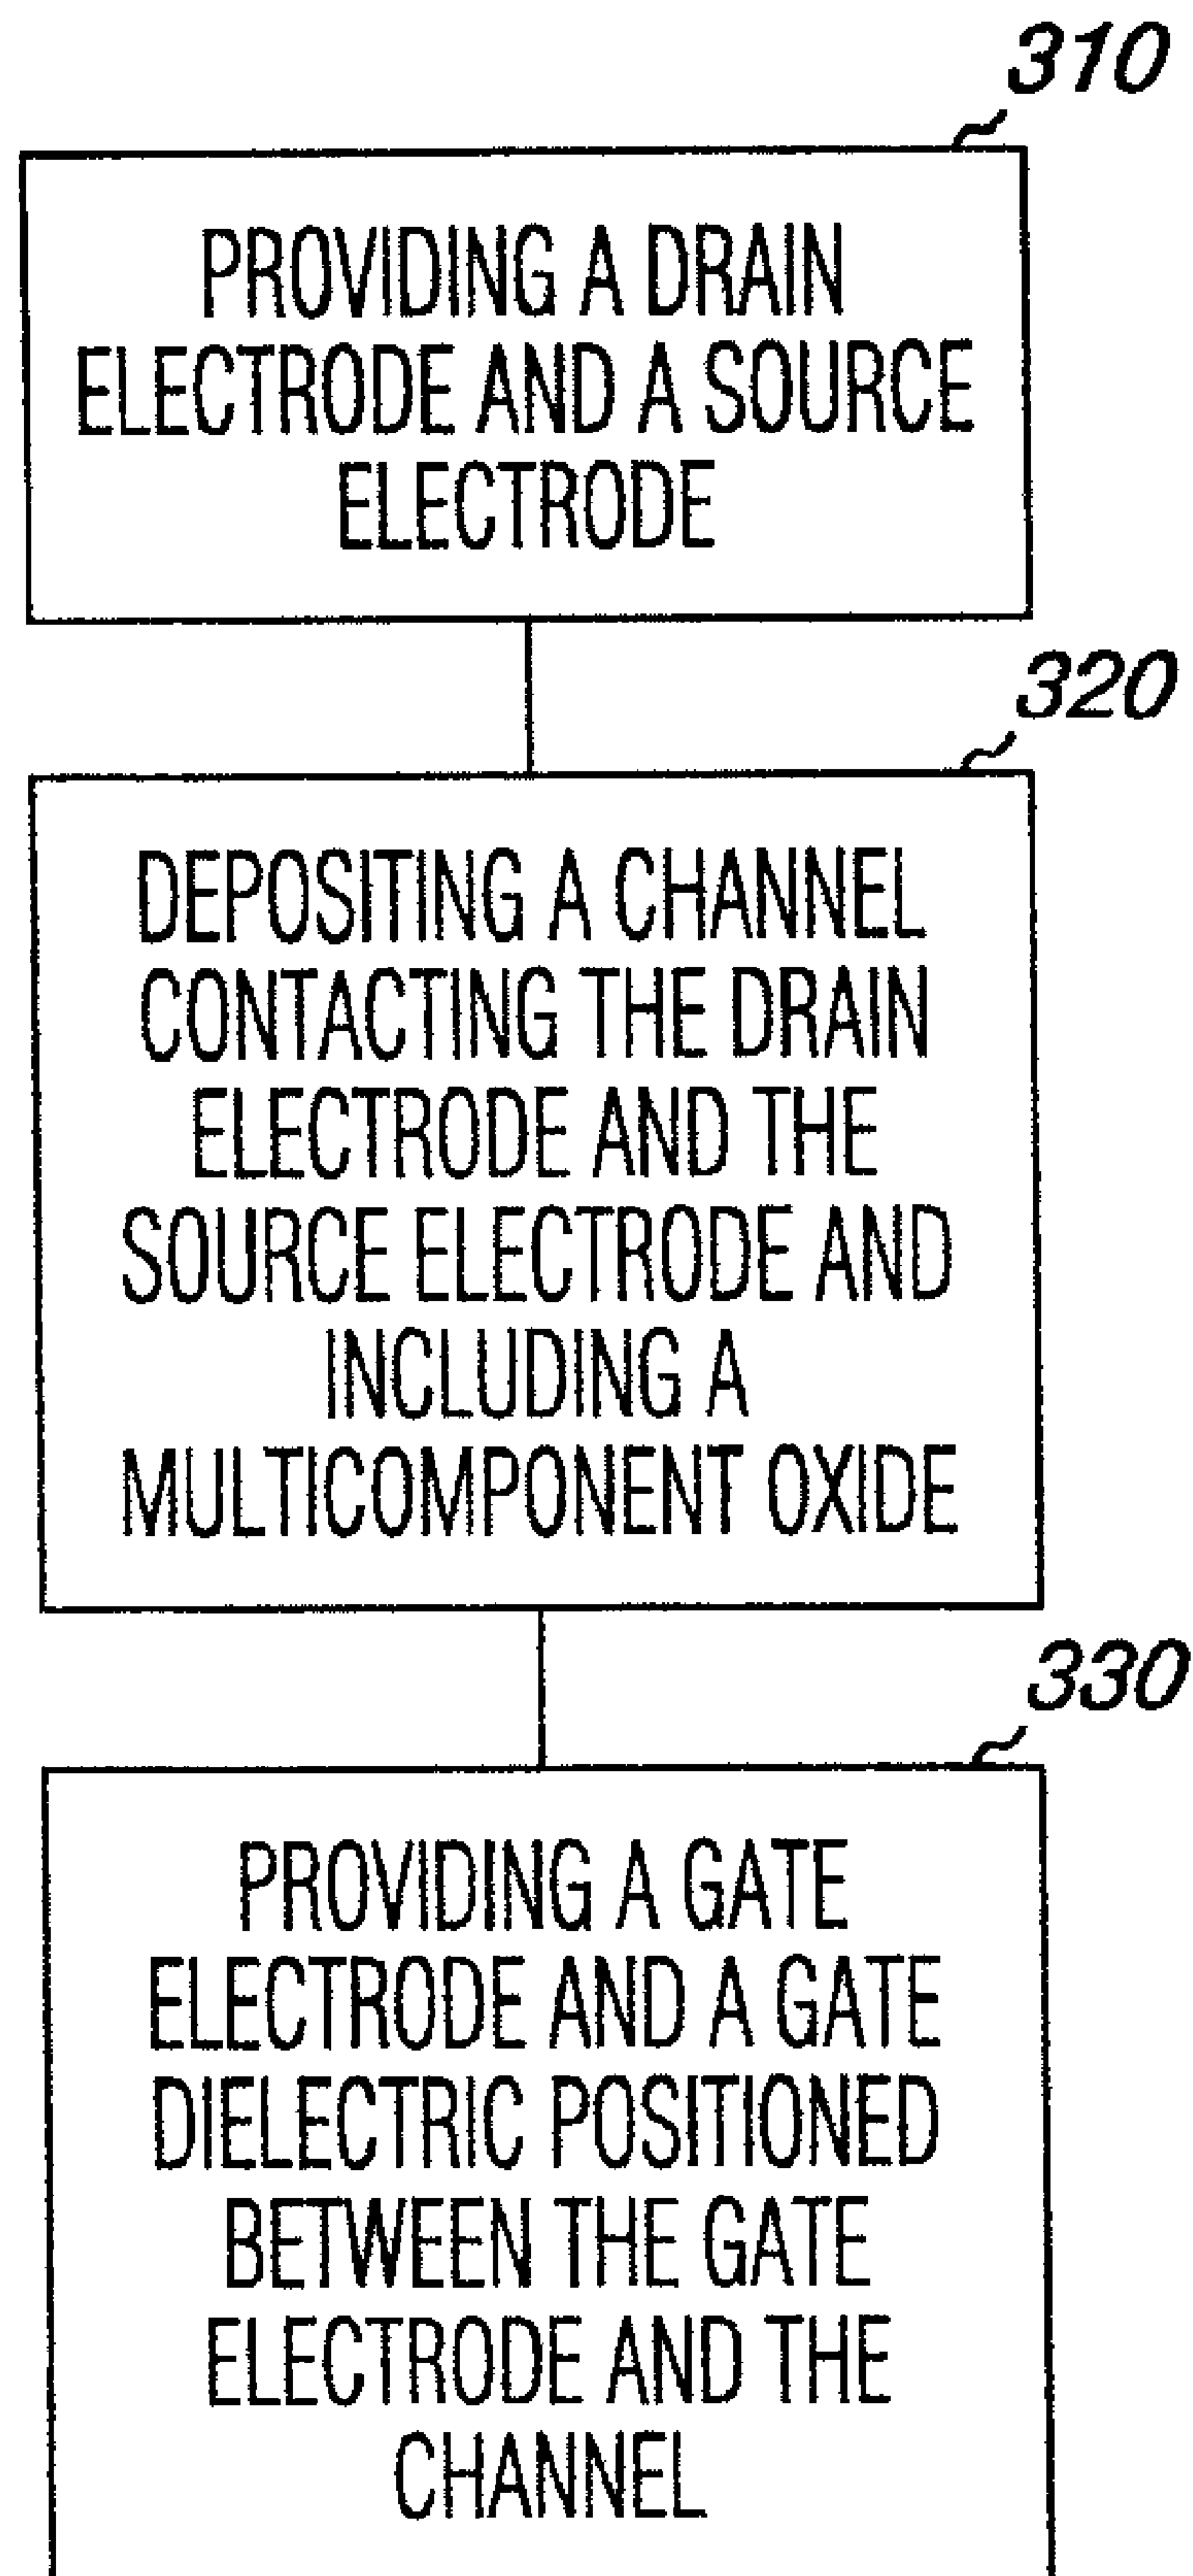 310
PROVIDING A DRAIN
ELECTRODE AND A SOURCE
ELECTRODE
320
DEPOSITING A CHANNEL
CONTACTING THE DRAIN
ELECTRODE AND THE
SOURCE ELECTRODE AND
INCLUDING A
MULTICOMPONENT OXIDE
330
PROVIDING A GATE
ELECTRODE AND A GATE
DIELECTRIC POSITIONED
BETWEEN THE GATE
ELECTRODE AND THE
CHANNEL